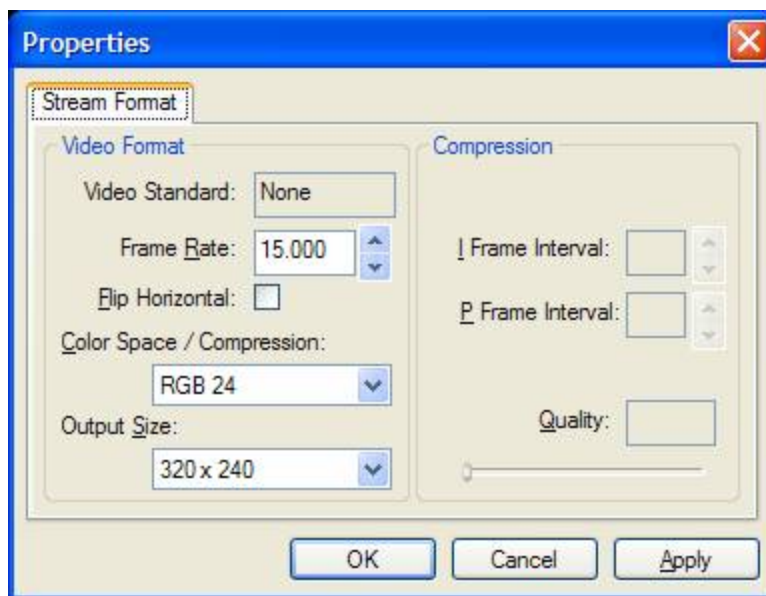 Properties
Stream Format
Video Format
Video Standard: None
Frame Rate: 15.000
Flip Horizontal:
Color Space / Compression:
RGB 24
Output Size:
320 x 240
Compression
I Frame Interval:
P Frame Interval:
Quality:
OK Cancel Apply